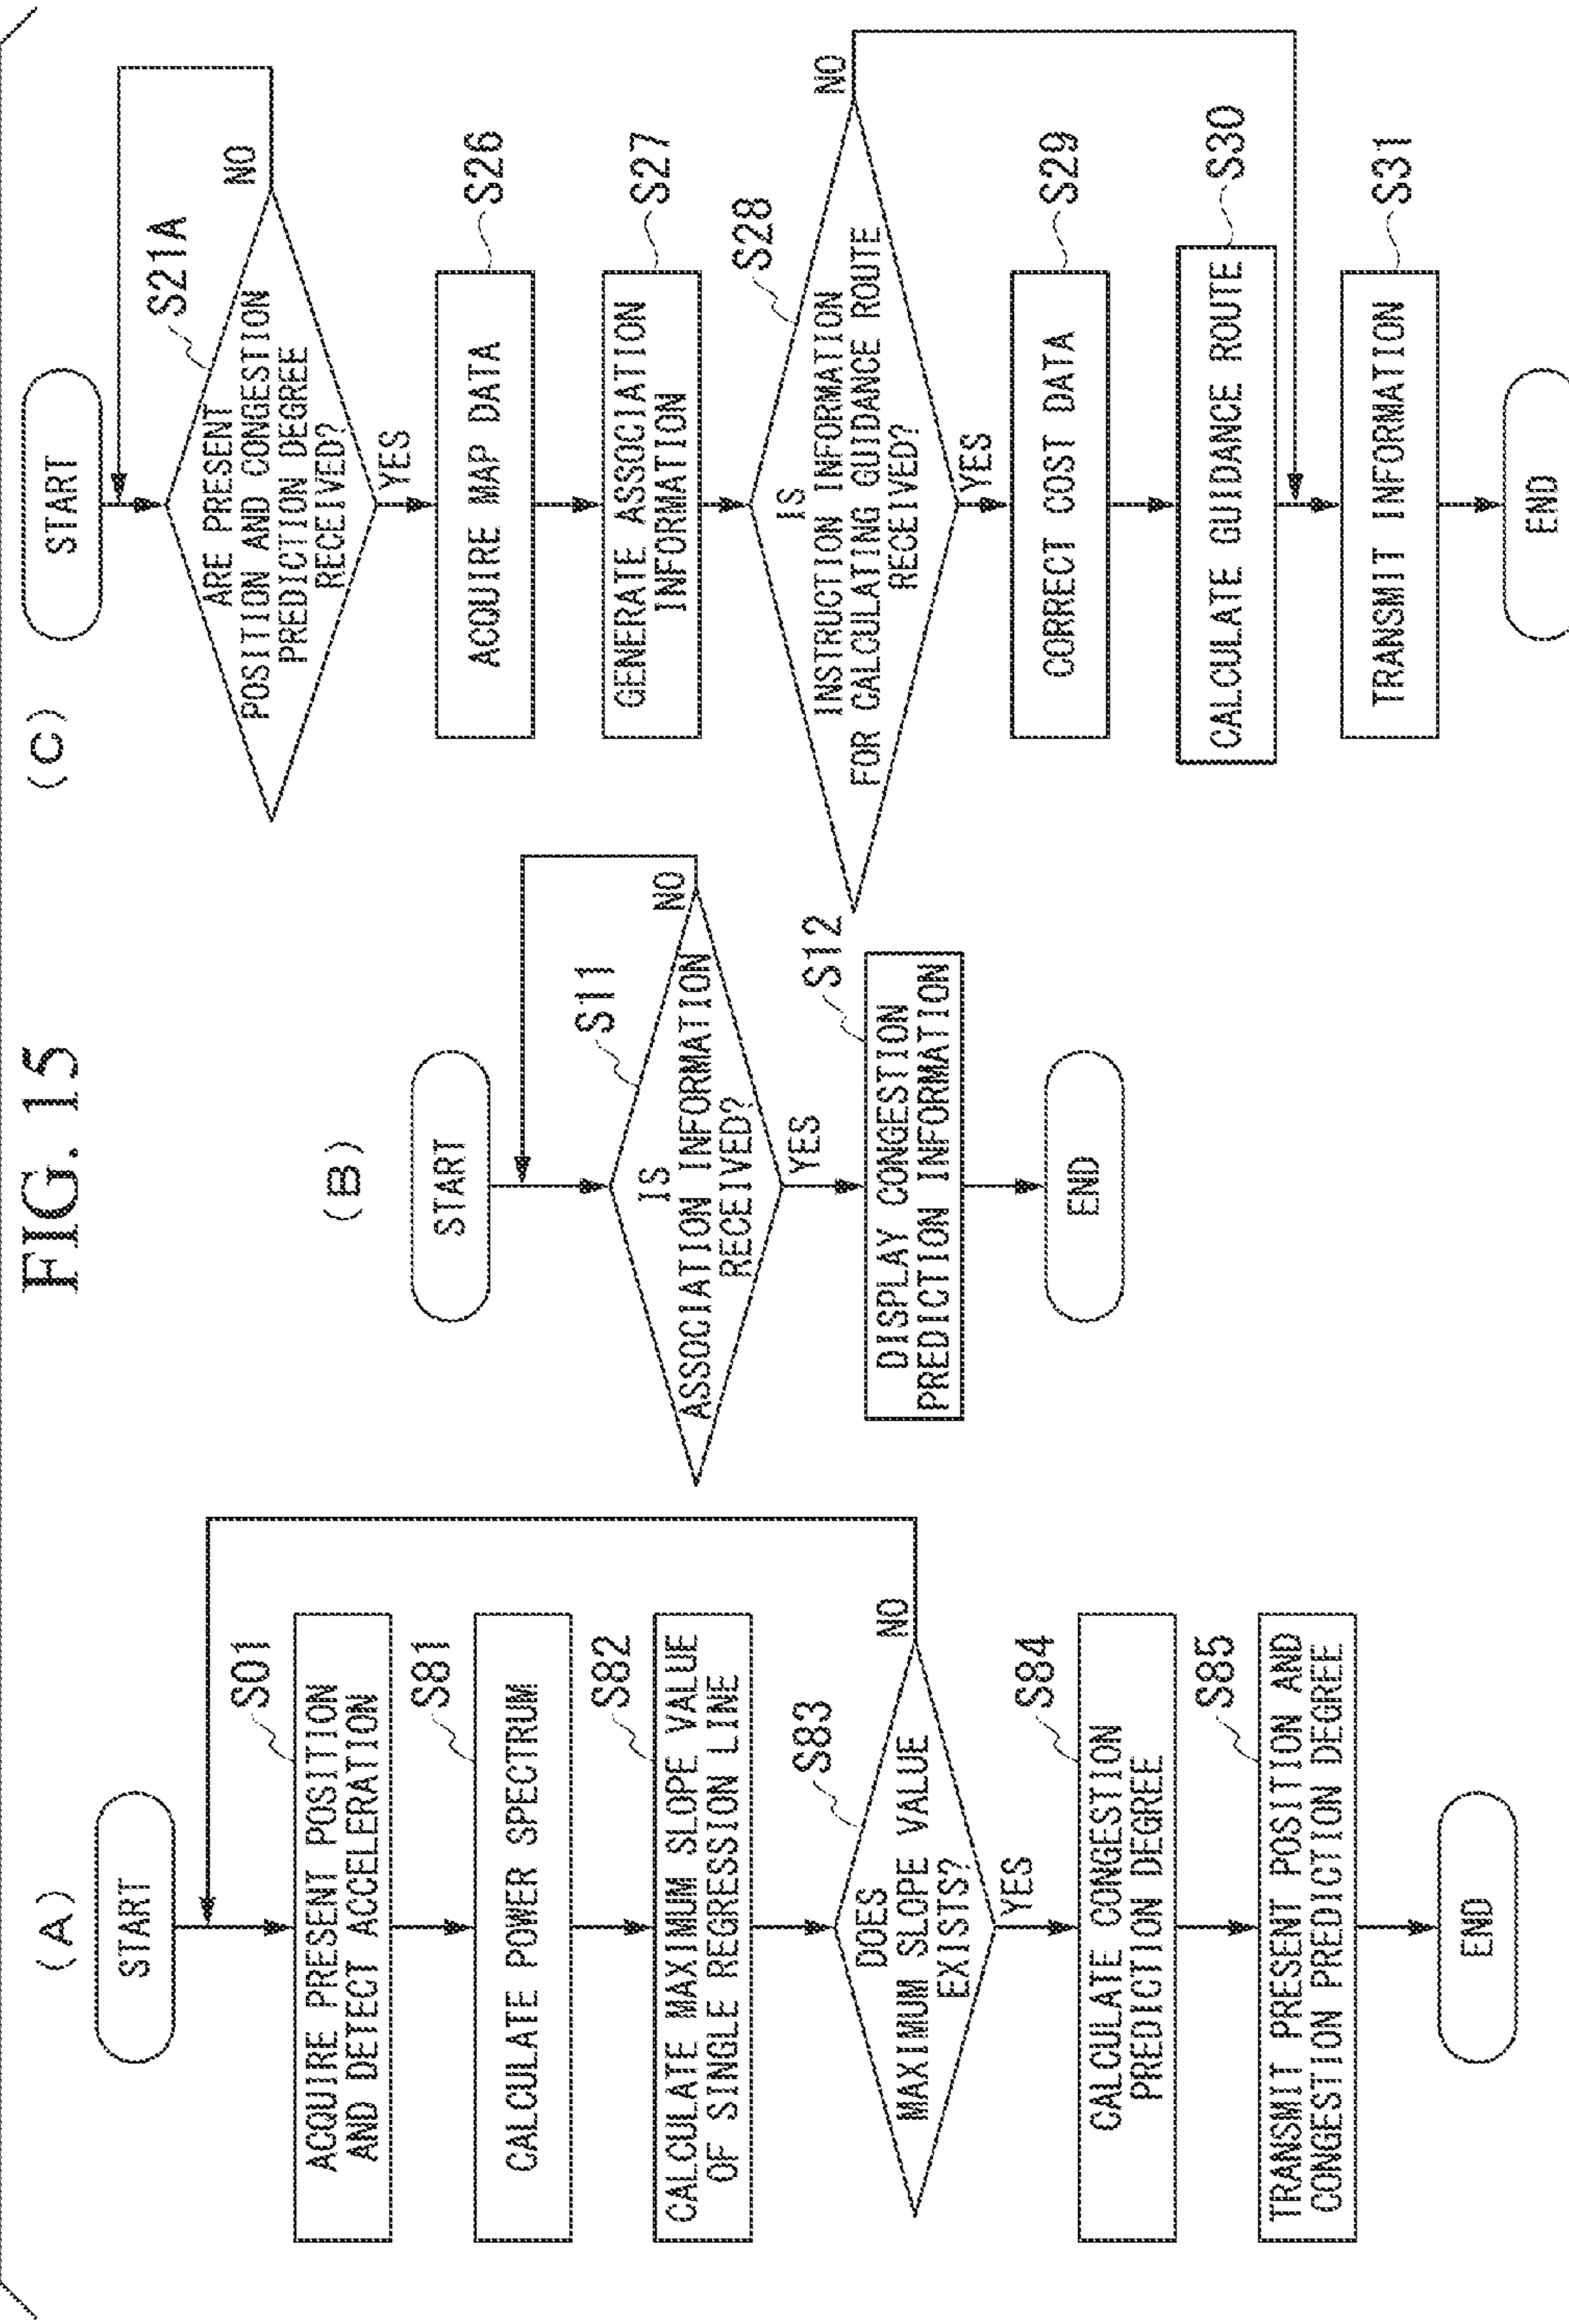 FIG. 15
(A)
START
S01
ACQUIRE PRESENT POSITION
AND DETECT ACCELERATION
S81
CALCULATE POWER SPECTRUM
S82
CALCULATE MAXIMUM SLOPE VALUE
OF SINGLE REGRESSION LINE
S83
DOES
MAXIMUM SLOPE VALUE
EXISTS?
NO
YES
S84
CALCULATE CONGESTION
PREDICTION DEGREE
S85
TRANSMIT PRESENT POSITION AND
CONGESTION PREDICTION DEGREE
END
(B)
START
S11
IS
ASSOCIATION INFORMATION
RECEIVED?
NO
YES
S12
DISPLAY CONGESTION
PREDICTION INFORMATION
END
(C)
START
S21A
ARE PRESENT
POSITION AND CONGESTION
PREDICTION DEGREE
RECEIVED?
NO
YES
S26
ACQUIRE MAP DATA
S27
GENERATE ASSOCIATION
INFORMATION
S28
IS
INSTRUCTION INFORMATION
FOR CALCULATING GUIDANCE ROUTE
RECEIVED?
NO
YES
S29
CORRECT COST DATA
S30
CALCULATE GUIDANCE ROUTE
S31
TRANSMIT INFORMATION
END